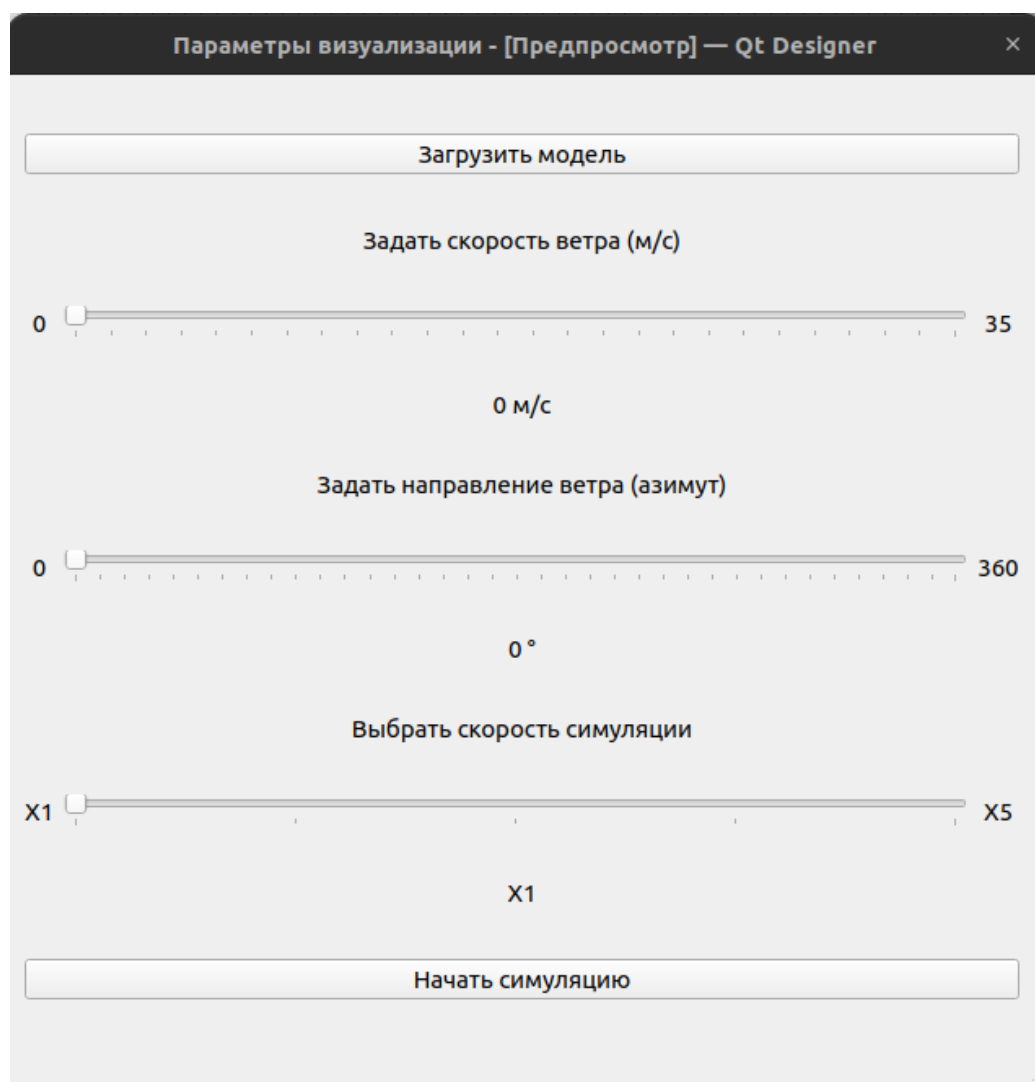 Параметры визуализации - [Предпросмотр] — Qt Designer ×
Загрузить модель
Задать скорость ветра (м/с)
0 35
0 м/с
Задать направление ветра (азимут)
0 360
0 °
Выбрать скорость симуляции
X1 X5
X1
Начать симуляцию